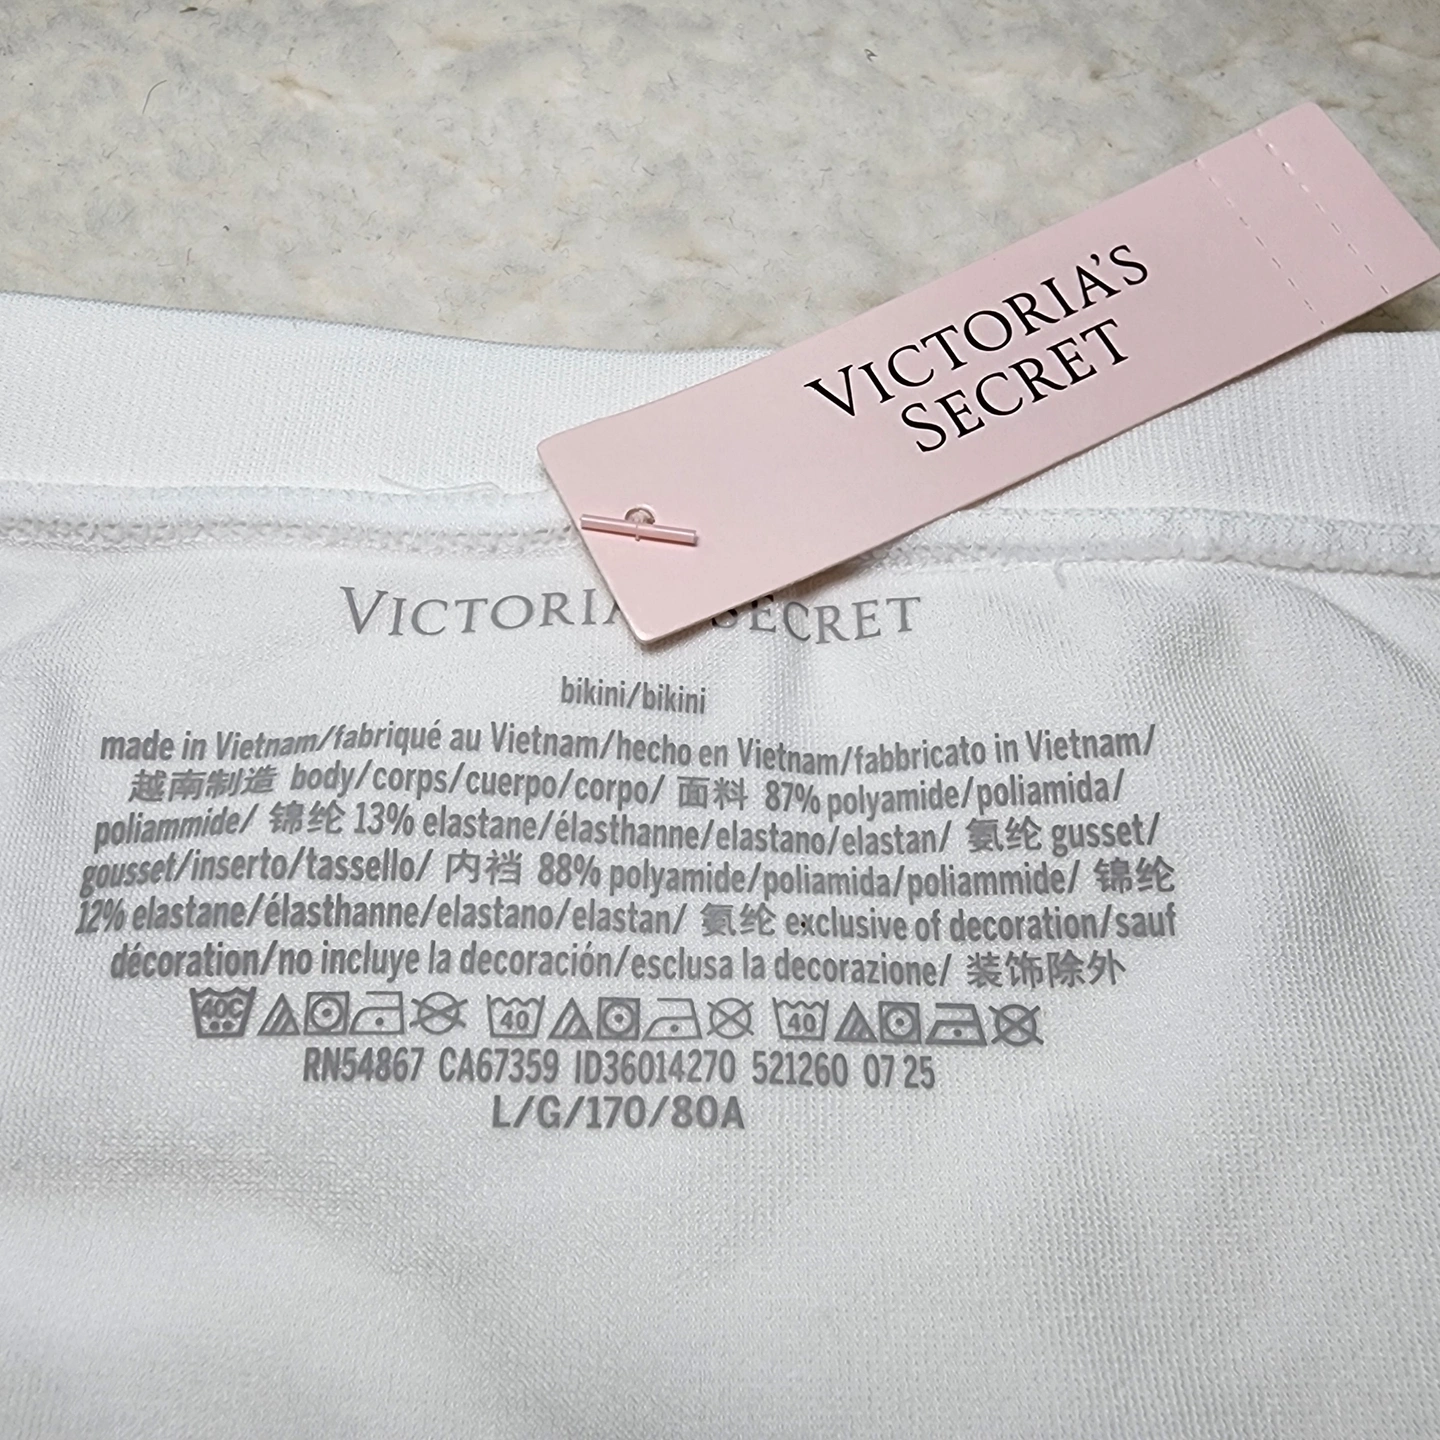 VICTORIA'S
SECRET
SECRET
bikini/bikini
made in Vietnam/fabriqué au Vietnam/hecho en Vietnam/fabbricato in Vietnam/
越南制造 body/corps/cuerpo/corpo/ 面料 87% polyamide/poliamida/
poliammide/ 锦纶 13% elastane/élasthanne/elastano/elastan/ 氨纶 gusset/
gousset/inserto/tassello/ 内裆 88% polyamide/poliamida/poliammide/ 锦纶
12% elastane/élasthanne/elastano/elastan/ 氨纶 exclusive of decoration/sauf
décoration/no incluye la decoración/esclusa la decorazione/ 装饰除外
40C 40 40
RN54867 CA67359 ID36014270 521260 07 25
L/G/170/80A